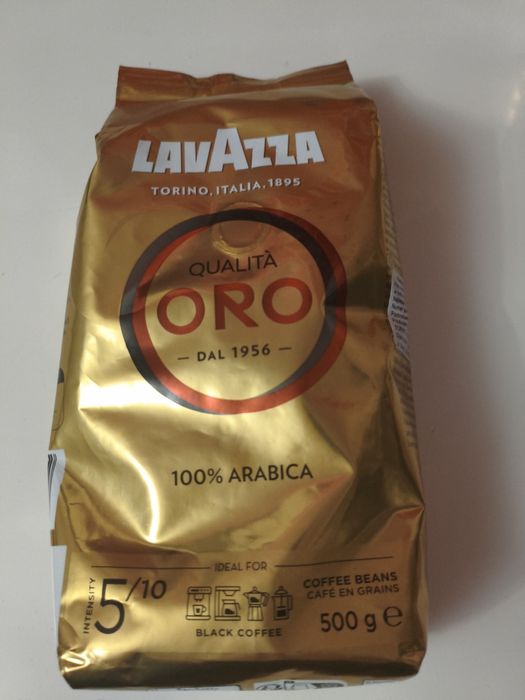 LAVAZZA
TORINO, ITALIA, 1895
QUALITÀ
ORO
— DAL 1956 —
100% ARABICA
IDEAL FOR
INTENSITY
5/10
BLACK COFFEE
COFFEE BEANS
CAFÉ EN GRAINS
500 g e